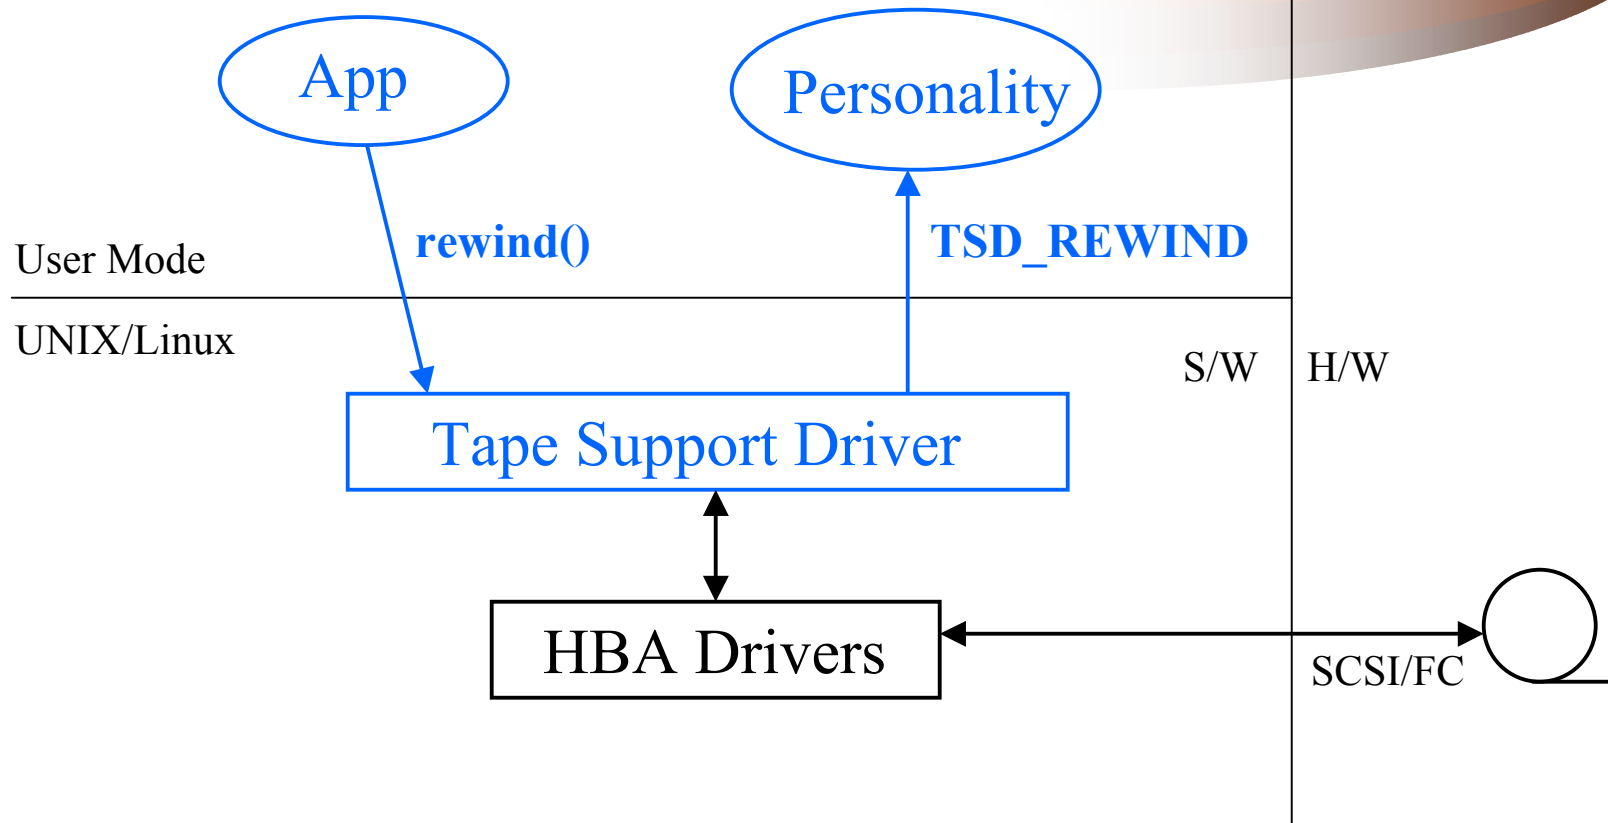 App
Personality
rewind()
TSD_REWIND
User Mode
UNIX/Linux
S/W
H/W
Tape Support Driver
HBA Drivers
SCSI/FC